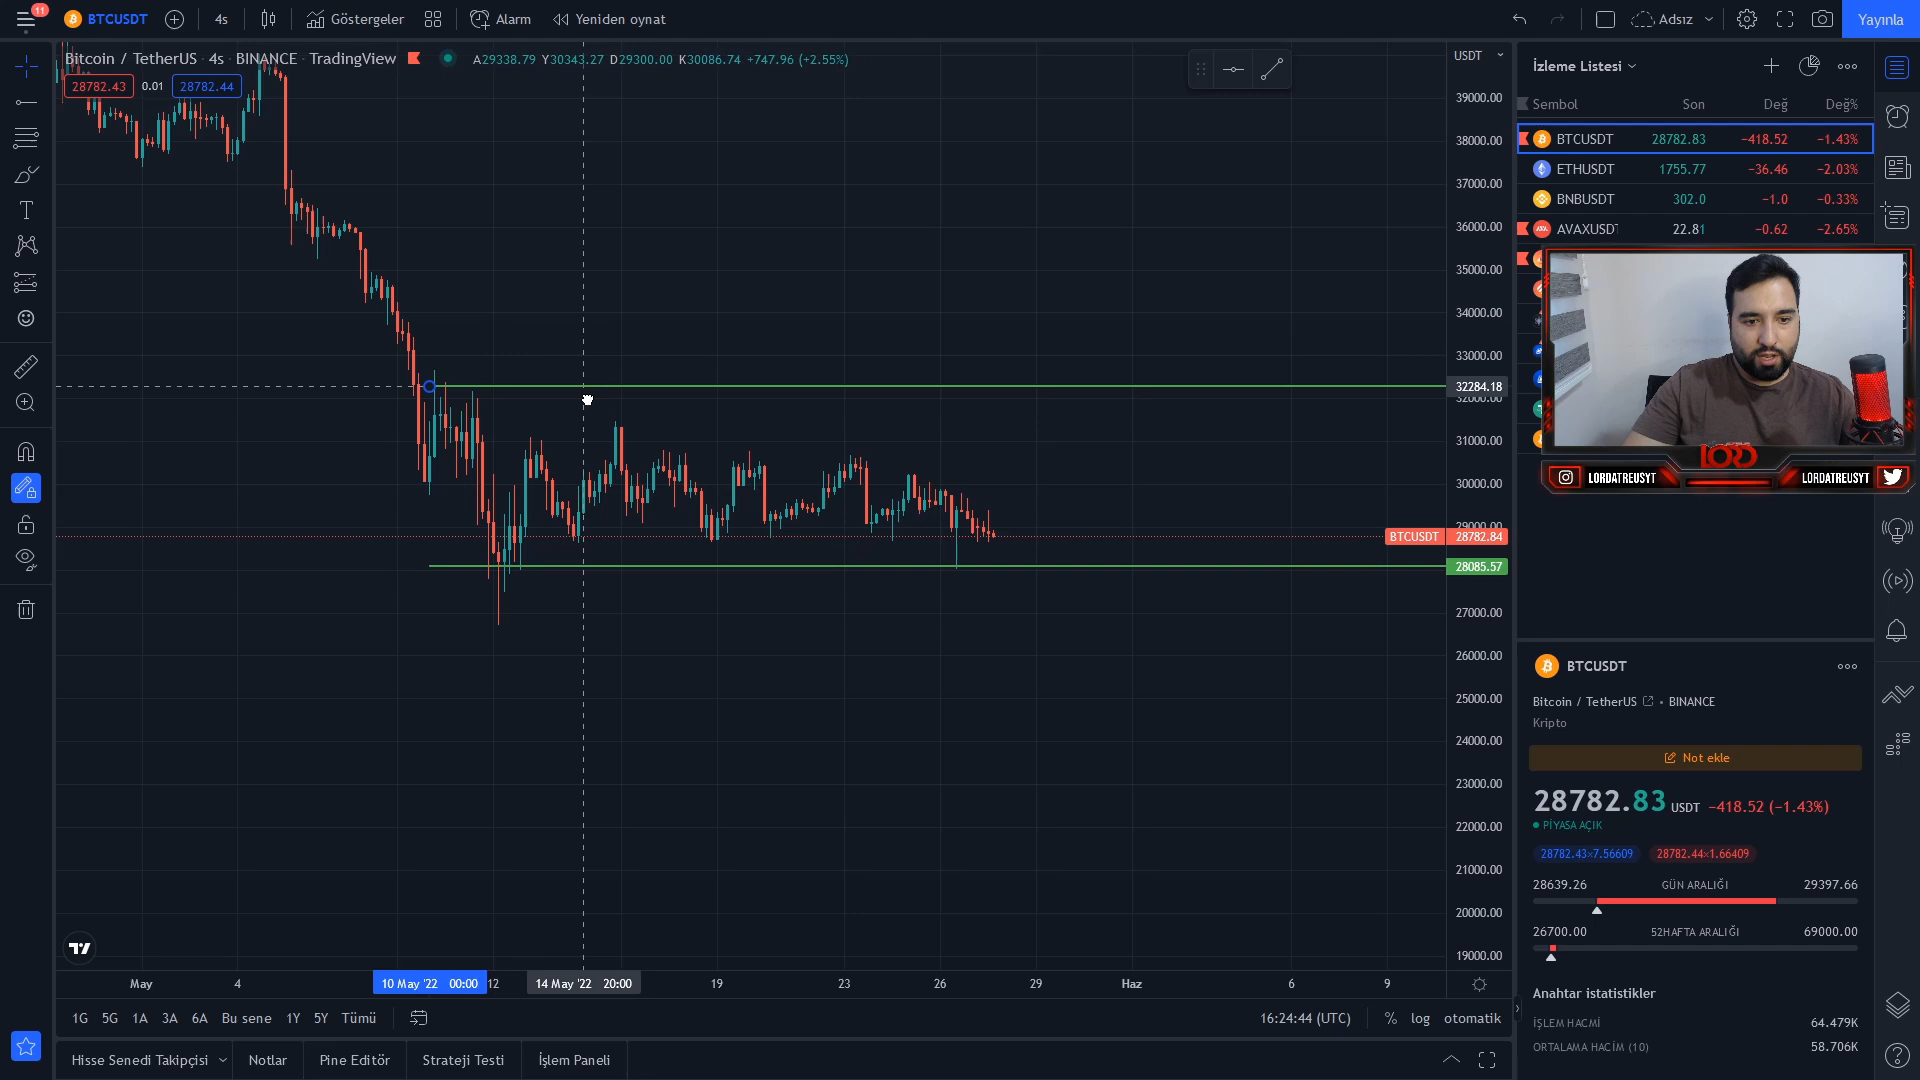 11
BTCUSDT
4s
Göstergeler
Alarm
Yeniden oynat
Adsız
Yayınla
Bitcoin / TetherUS · 4s · BINANCE · TradingView
A29338.79 Y30343.27 D29300.00 K30086.74 +747.96 (+2.55%)
28782.43 0.01 28782.44
USDT
39000.00
38000.00
37000.00
36000.00
35000.00
34000.00
33000.00
32284.18
32000.00
31000.00
30000.00
29000.00
BTCUSDT 28782.84
28085.57
27000.00
26000.00
25000.00
24000.00
23000.00
22000.00
21000.00
20000.00
19000.00
May 4 10 May '22 00:00 12 14 May '22 20:00 19 23 26 29 Haz 6 9
1G 5G 1A 3A 6A Bu sene 1Y 5Y Tümü
16:24:44 (UTC) % log otomatik
Hisse Senedi Takipçisi Notlar Pine Editör Strateji Testi İşlem Paneli
İzleme Listesi
Sembol Son Değ Değ%
BTCUSDT 28782.83 −418.52 −1.43%
ETHUSDT 1755.77 −36.46 −2.03%
BNBUSDT 302.0 −1.0 −0.33%
AVAXUSDT 22.81 −0.62 −2.65%
LORD
LORDATREUSYT LORDATREUSYT
BTCUSDT
Bitcoin / TetherUS • BINANCE
Kripto
Not ekle
28782.83 USDT −418.52 (−1.43%)
PİYASA AÇIK
28782.43×7.56609 28782.44×1.66409
28639.26 GÜN ARALIĞI 29397.66
26700.00 52HAFTA ARALIĞI 69000.00
Anahtar istatistikler
İŞLEM HACMİ 64.479K
ORTALAMA HACİM (10) 58.706K